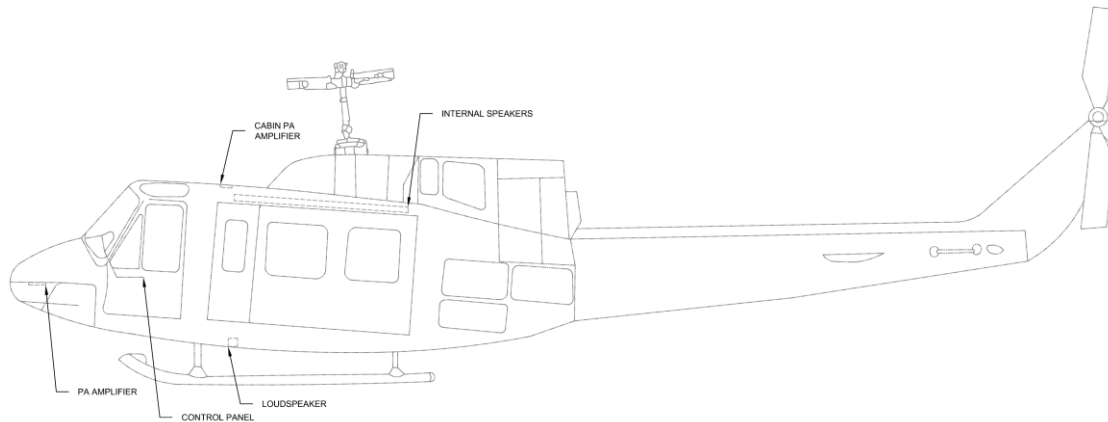 INTERNAL SPEAKERS
CABIN PA
AMPLIFIER
PA AMPLIFIER
LOUDSPEAKER
CONTROL PANEL